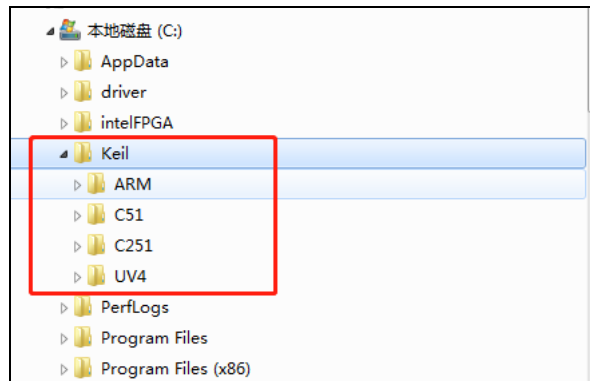 本地磁盘 (C:)
AppData
driver
intelFPGA
Keil
ARM
C51
C251
UV4
PerfLogs
Program Files
Program Files (x86)